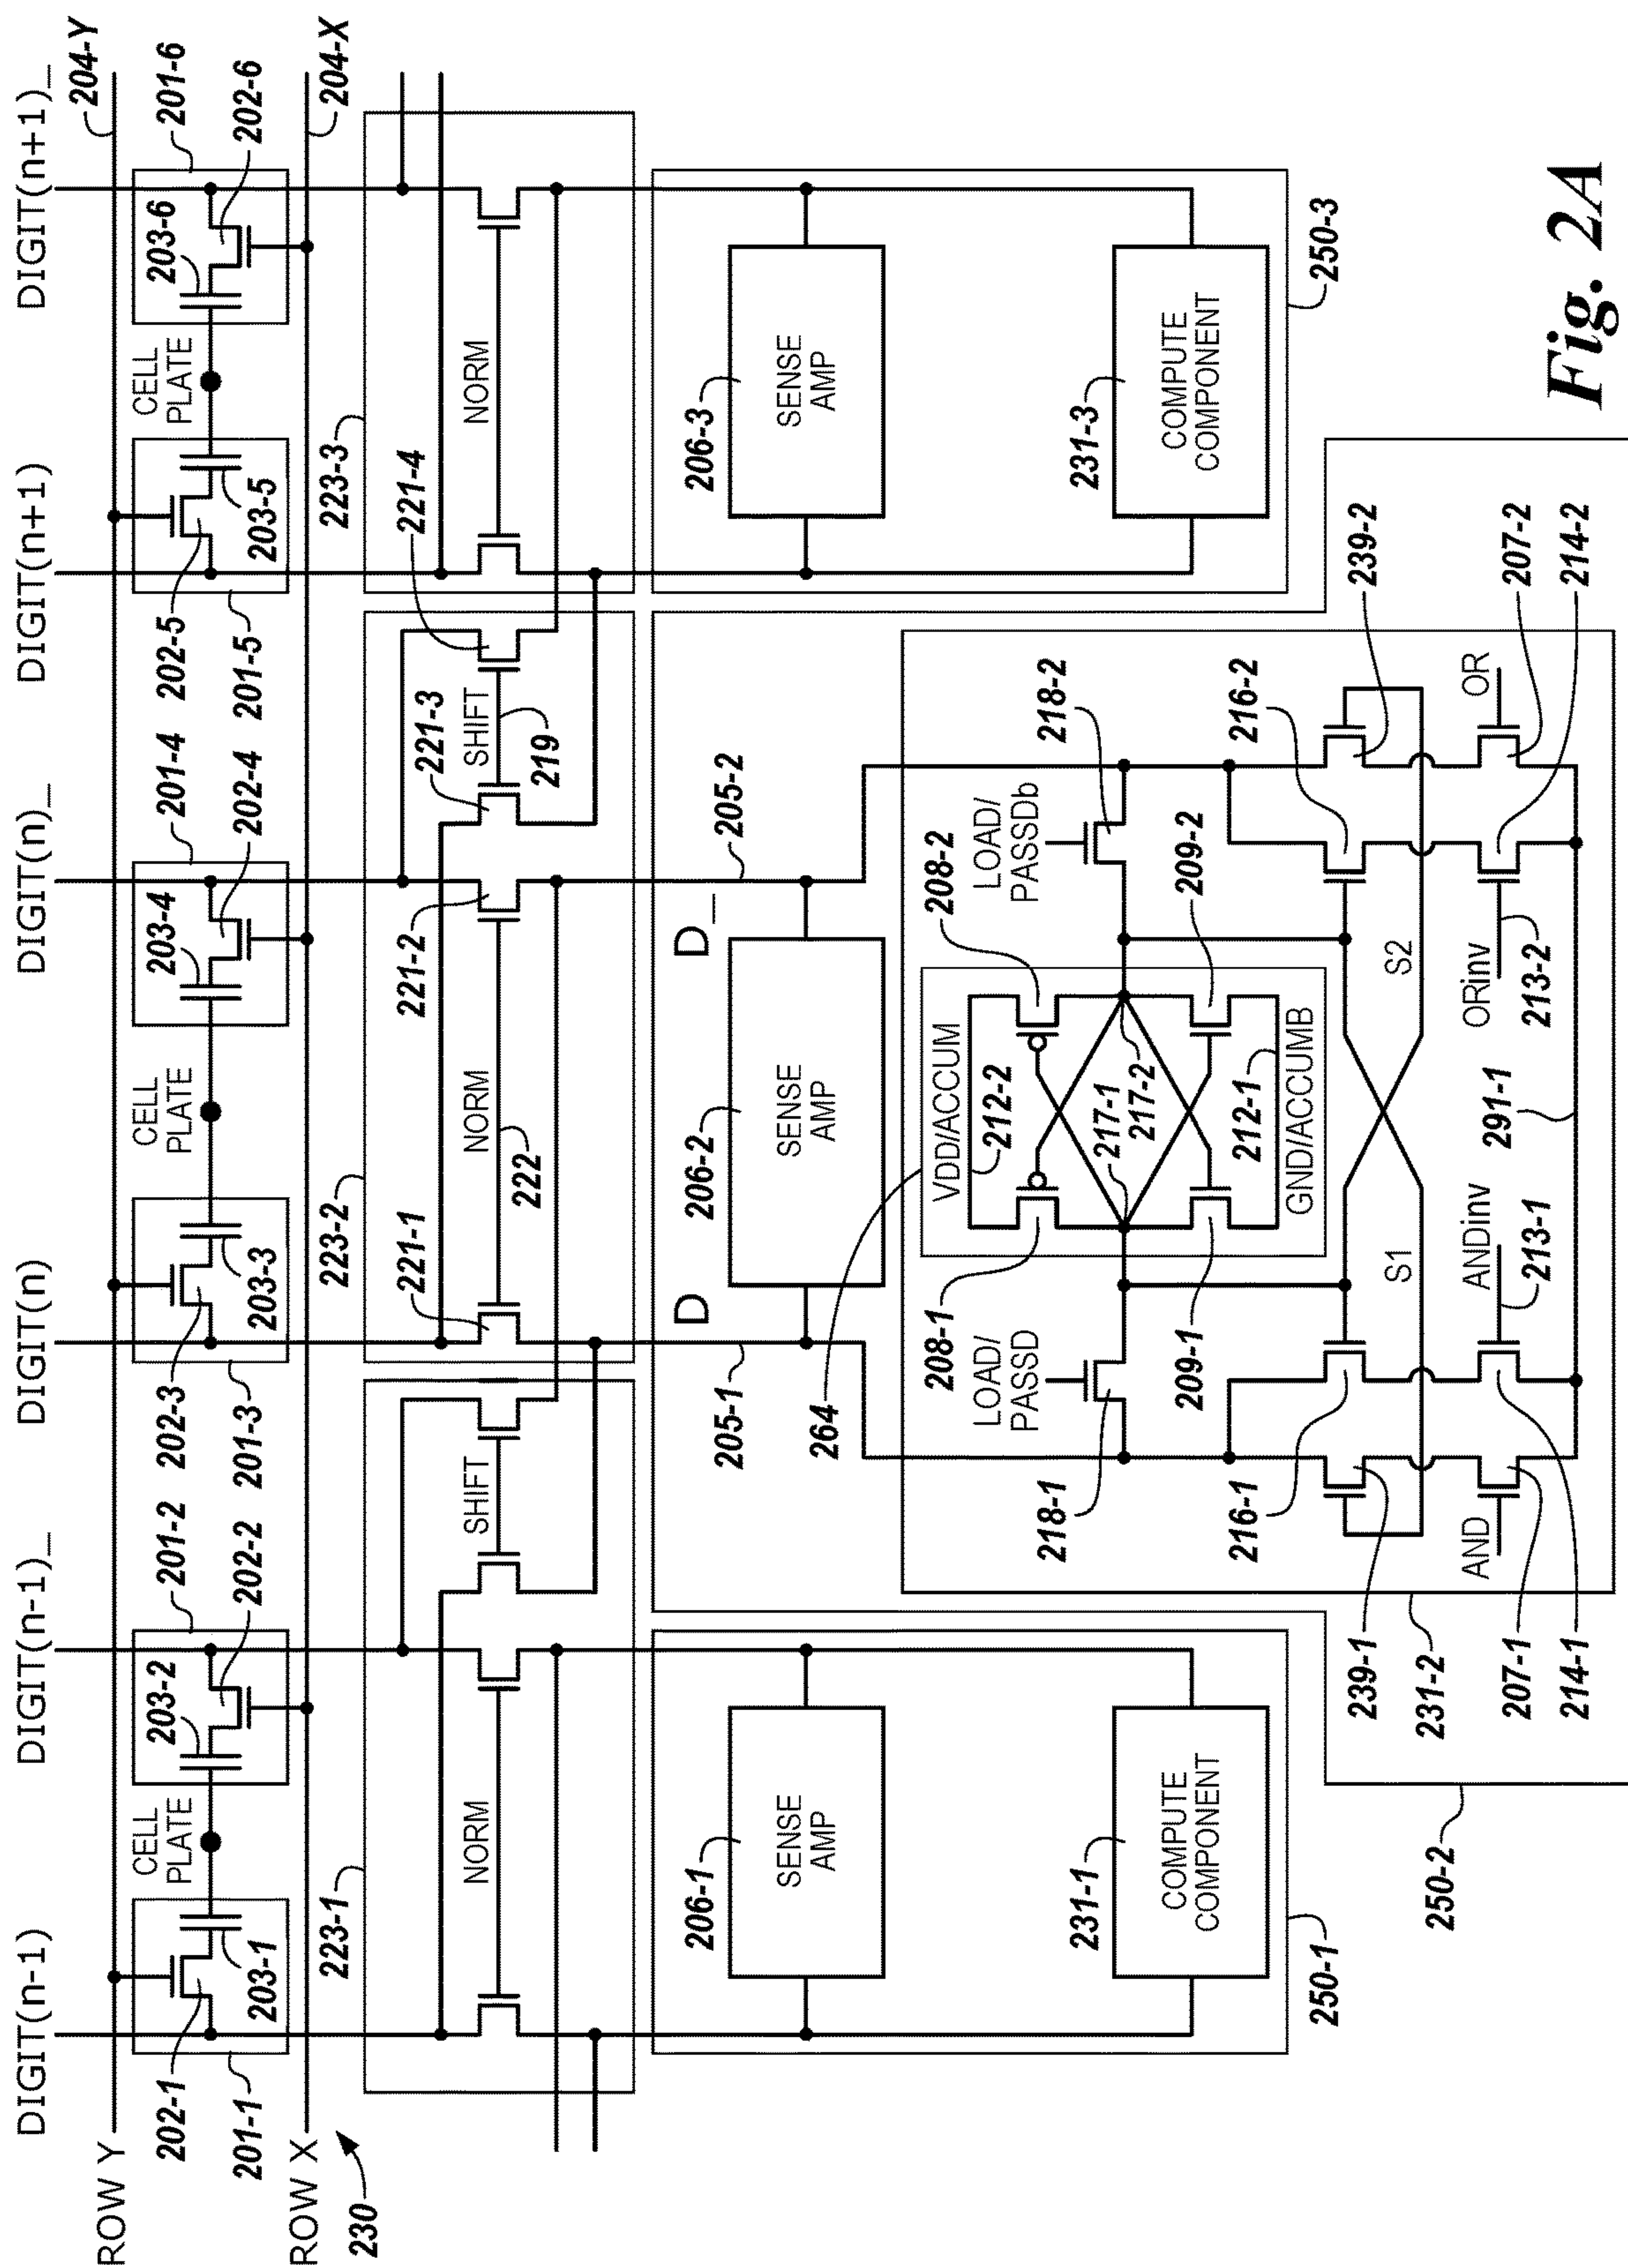 DIGIT(n-1)
DIGIT(n-1)_
DIGIT(n)
DIGIT(n)_
DIGIT(n+1)
DIGIT(n+1)_
ROW Y
204-Y
202-1
203-1
201-1
CELL
PLATE
203-2
201-2
202-2
202-3
203-3
201-3
CELL
PLATE
203-4
201-4
202-4
202-5
203-5
201-5
CELL
PLATE
203-6
201-6
202-6
ROW X
204-X
230
223-1
223-2
223-3
NORM
SHIFT
221-1
NORM
222
221-2
221-3
SHIFT
219
221-4
NORM
205-1
D
D_
205-2
206-1
SENSE
AMP
206-2
SENSE
AMP
206-3
SENSE
AMP
231-1
COMPUTE
COMPONENT
231-3
COMPUTE
COMPONENT
250-1
250-3
264
VDD/ACCUM
212-2
208-1
208-2
LOAD/
PASSD
LOAD/
PASSDb
218-1
218-2
217-1
217-2
209-1
209-2
212-1
GND/ACCUMB
216-1
216-2
S1
S2
239-1
239-2
AND
ANDinv
213-1
ORinv
213-2
OR
291-1
231-2
207-1
207-2
214-1
214-2
250-2
Fig. 2A